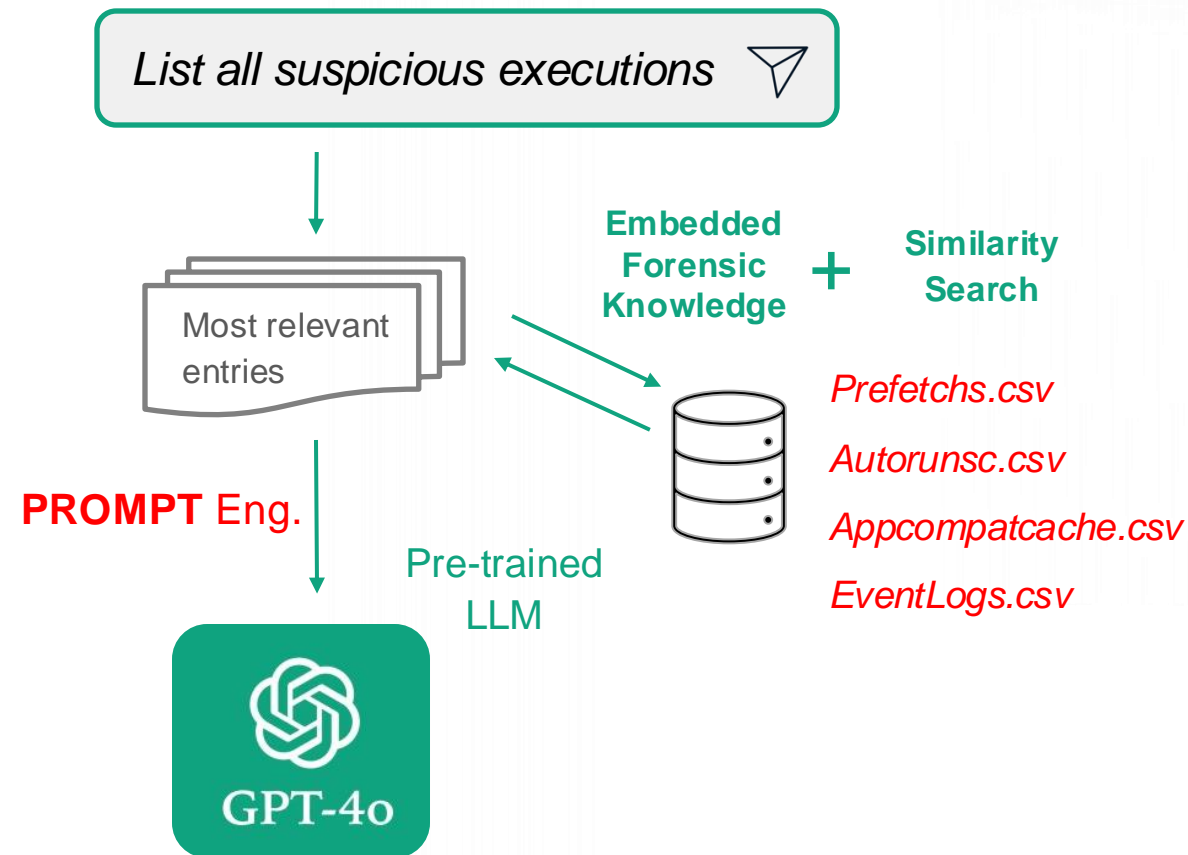 List all suspicious executions
Embedded
Forensic
Knowledge
+
Similarity
Search
Most relevant
entries
Prefetchs.csv
Autorunsc.csv
Appcompatcache.csv
EventLogs.csv
PROMPT Eng.
Pre-trained
LLM
GPT-4o